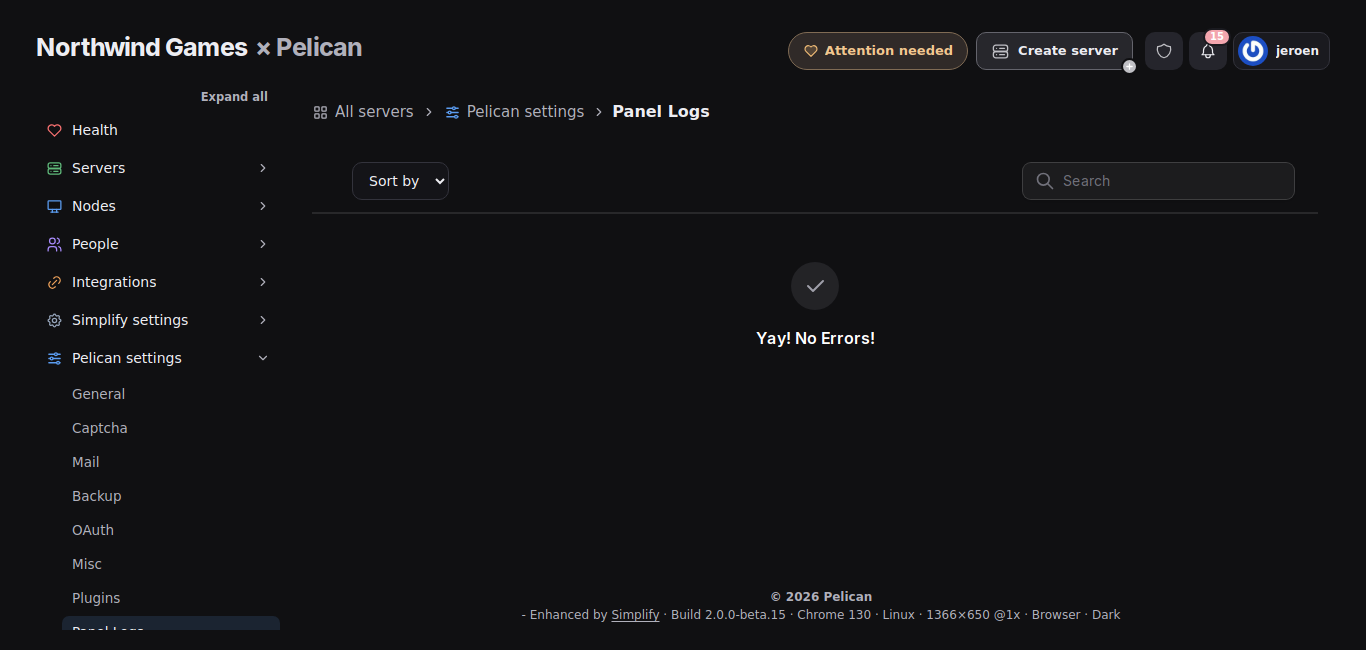 Northwind Games × Pelican
Attention needed
Create server
15
jeroen
Expand all
Health
Servers
Nodes
People
Integrations
Simplify settings
Pelican settings
General
Captcha
Mail
Backup
OAuth
Misc
Plugins
Panel Logs
All servers
Pelican settings
Panel Logs
Sort by
Search
Yay! No Errors!
© 2026 Pelican
- Enhanced by Simplify · Build 2.0.0-beta.15 · Chrome 130 · Linux · 1366×650 @1x · Browser · Dark